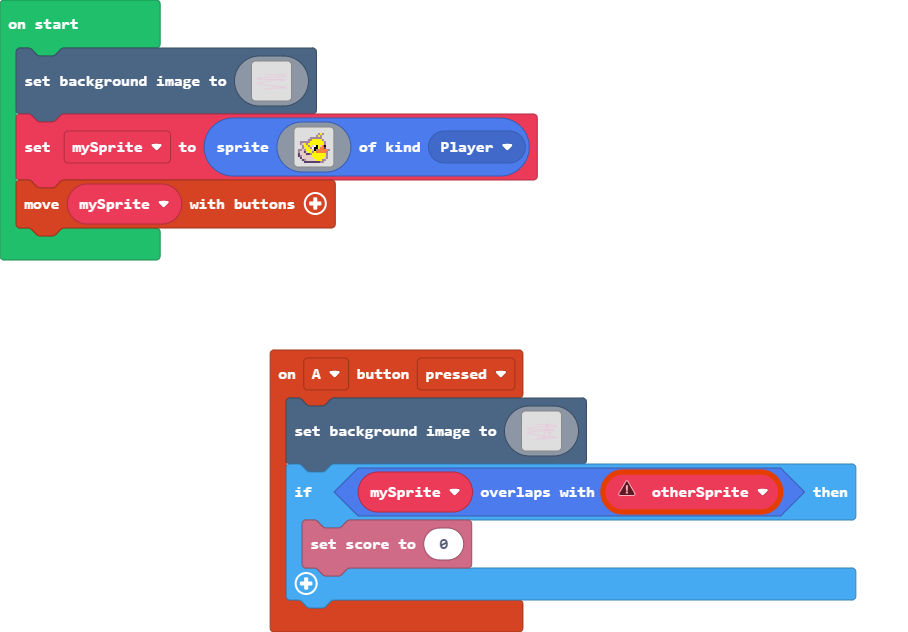 on start
set background image to
set mySprite to sprite of kind Player
move mySprite with buttons
on A button pressed
set background image to
if mySprite overlaps with otherSprite then
set score to 0